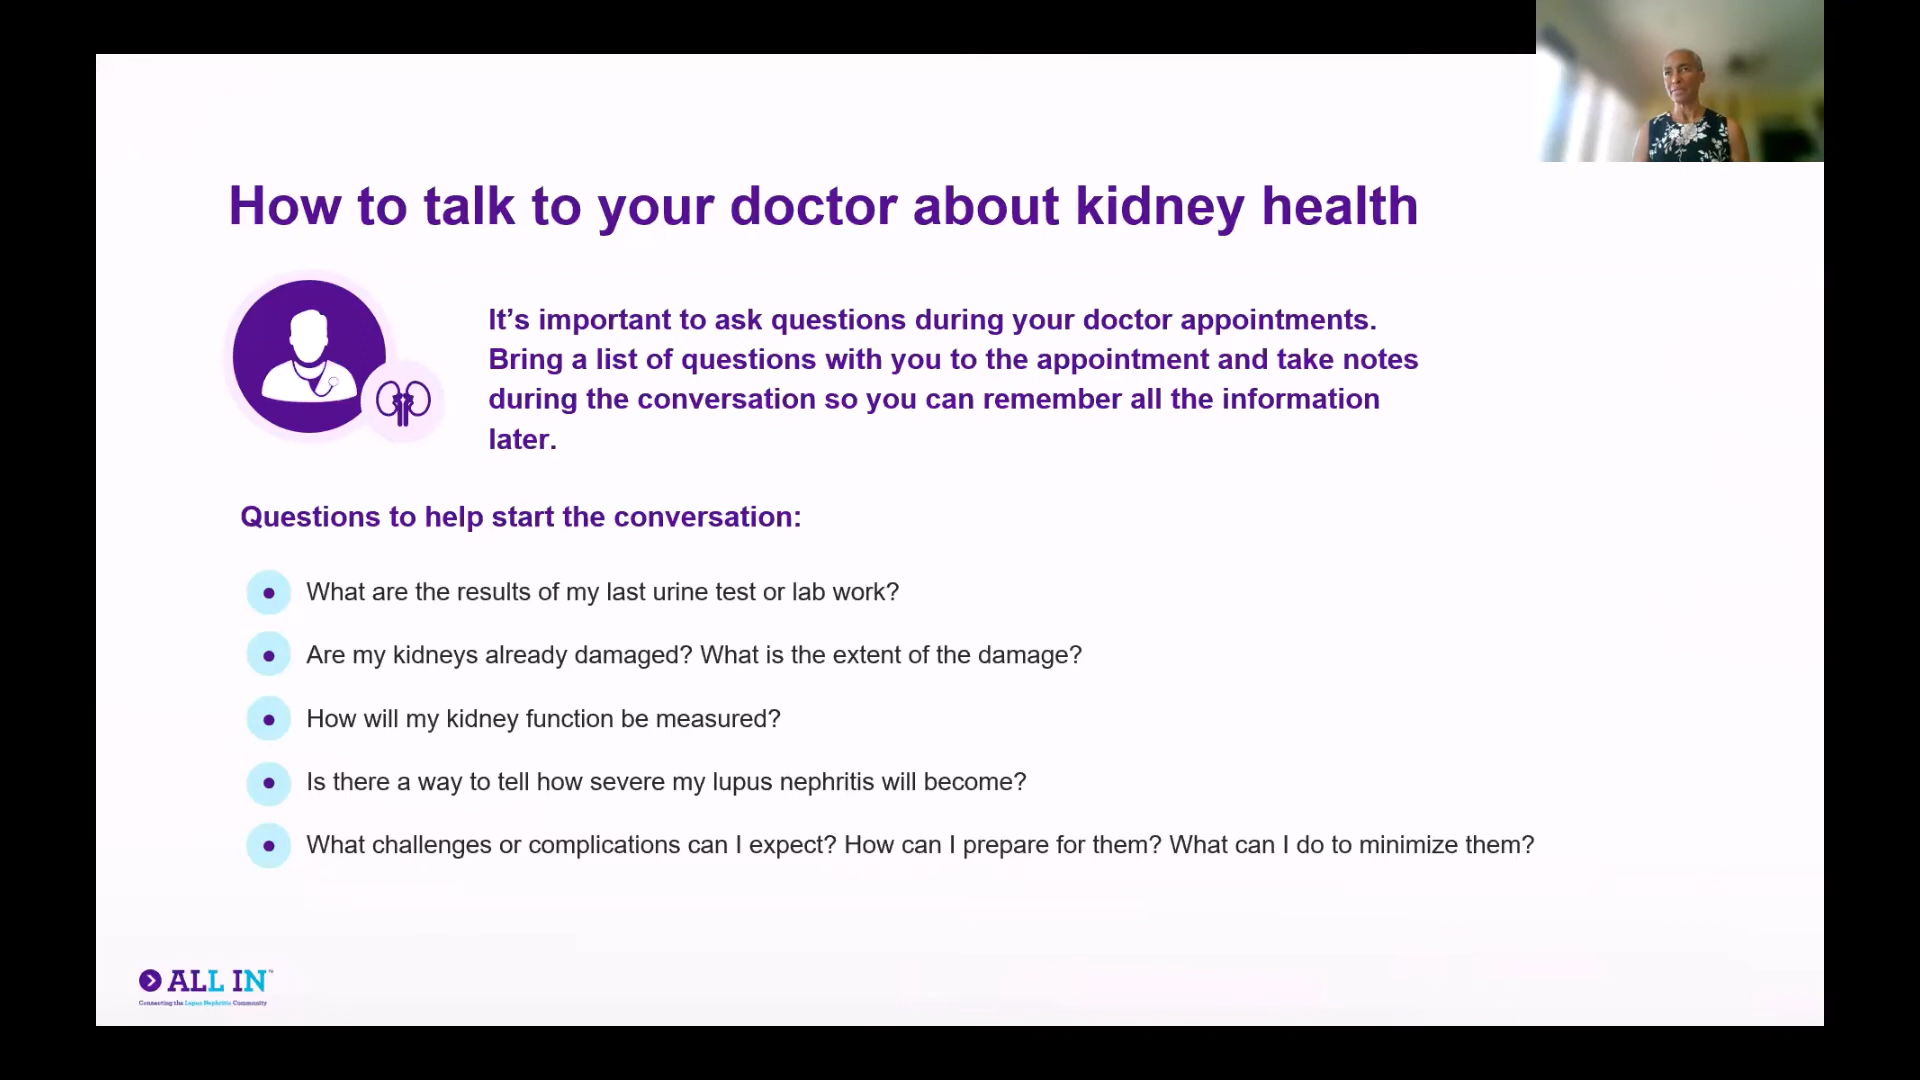 How to talk to your doctor about kidney health
It’s important to ask questions during your doctor appointments.
Bring a list of questions with you to the appointment and take notes
during the conversation so you can remember all the information
later.
Questions to help start the conversation:
What are the results of my last urine test or lab work?
Are my kidneys already damaged? What is the extent of the damage?
How will my kidney function be measured?
Is there a way to tell how severe my lupus nephritis will become?
What challenges or complications can I expect? How can I prepare for them? What can I do to minimize them?
ALL IN™
Connecting the Lupus Nephritis Community